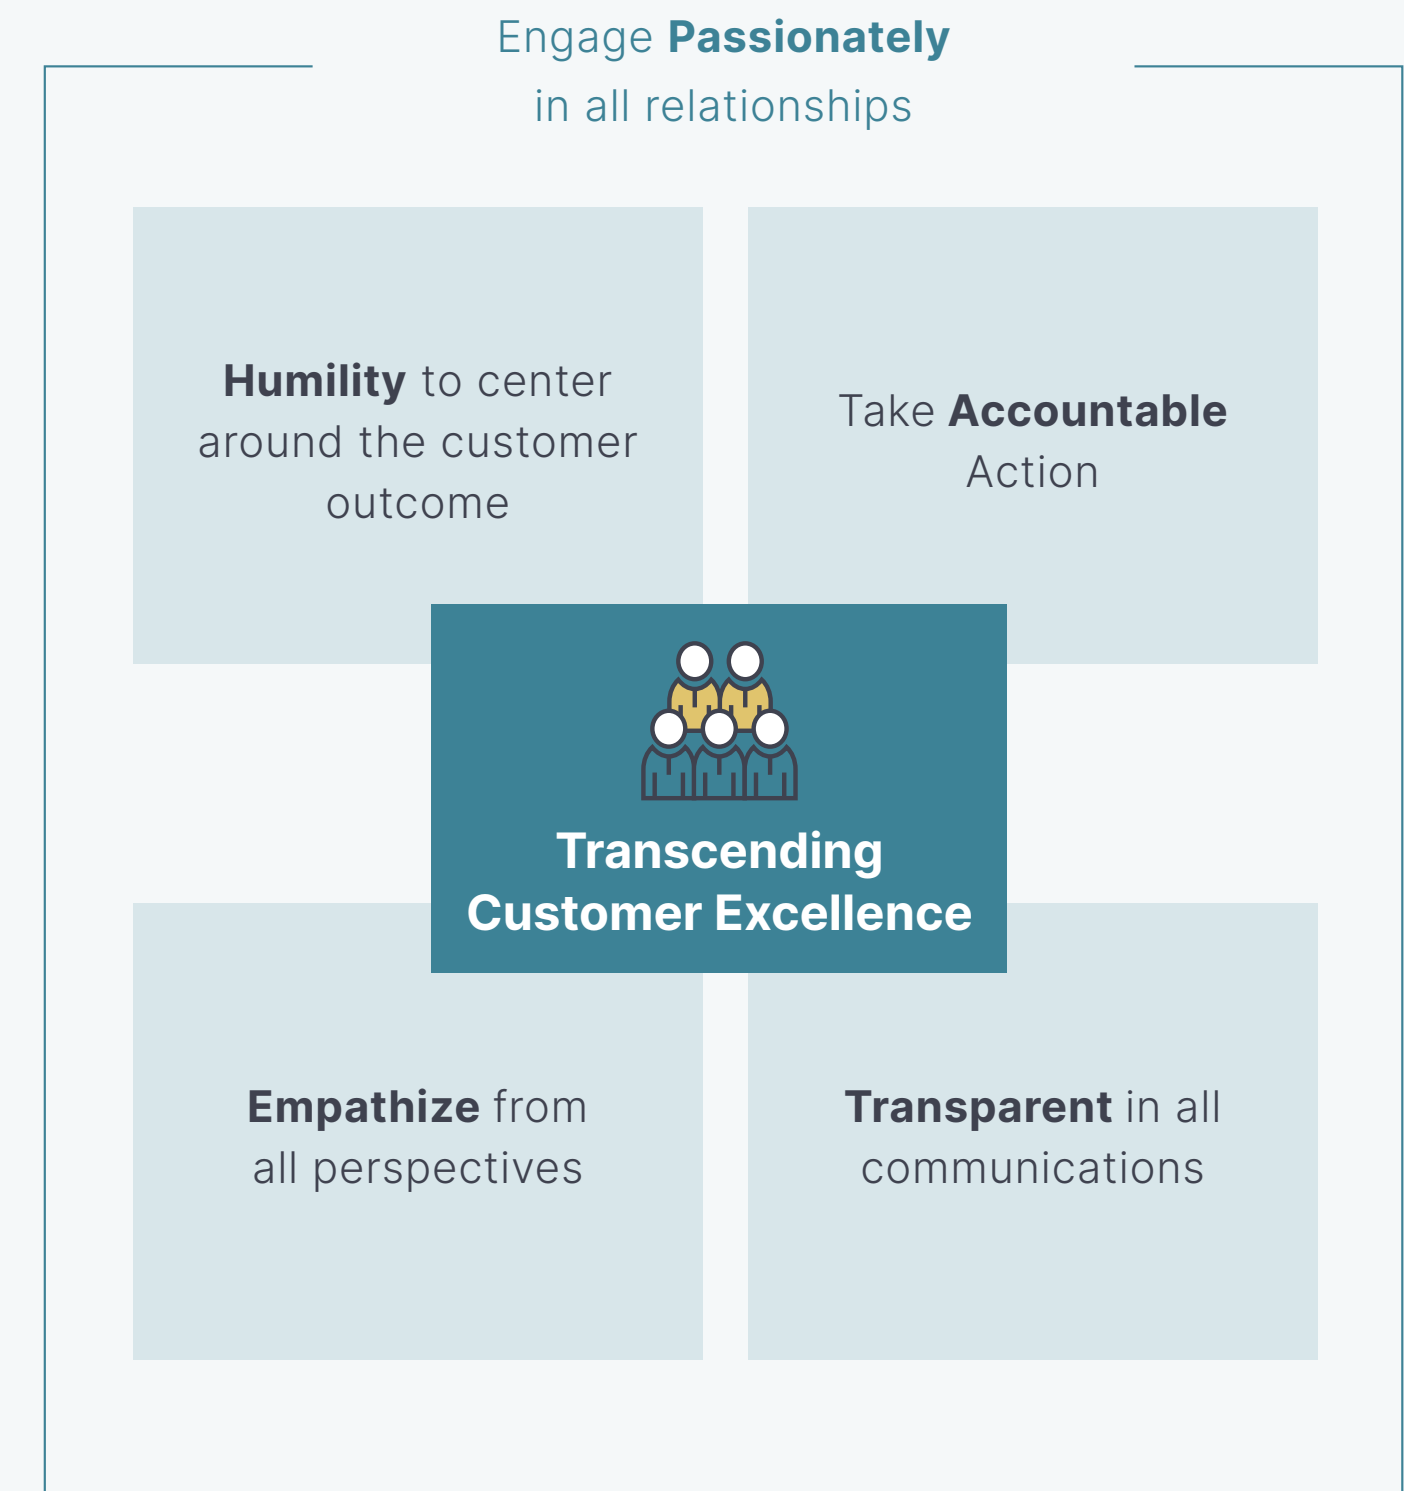 Engage Passionately
in all relationships
Humility to center
around the customer
outcome
Take Accountable
Action
Transcending
Customer Excellence
Empathize from
all perspectives
Transparent in all
communications